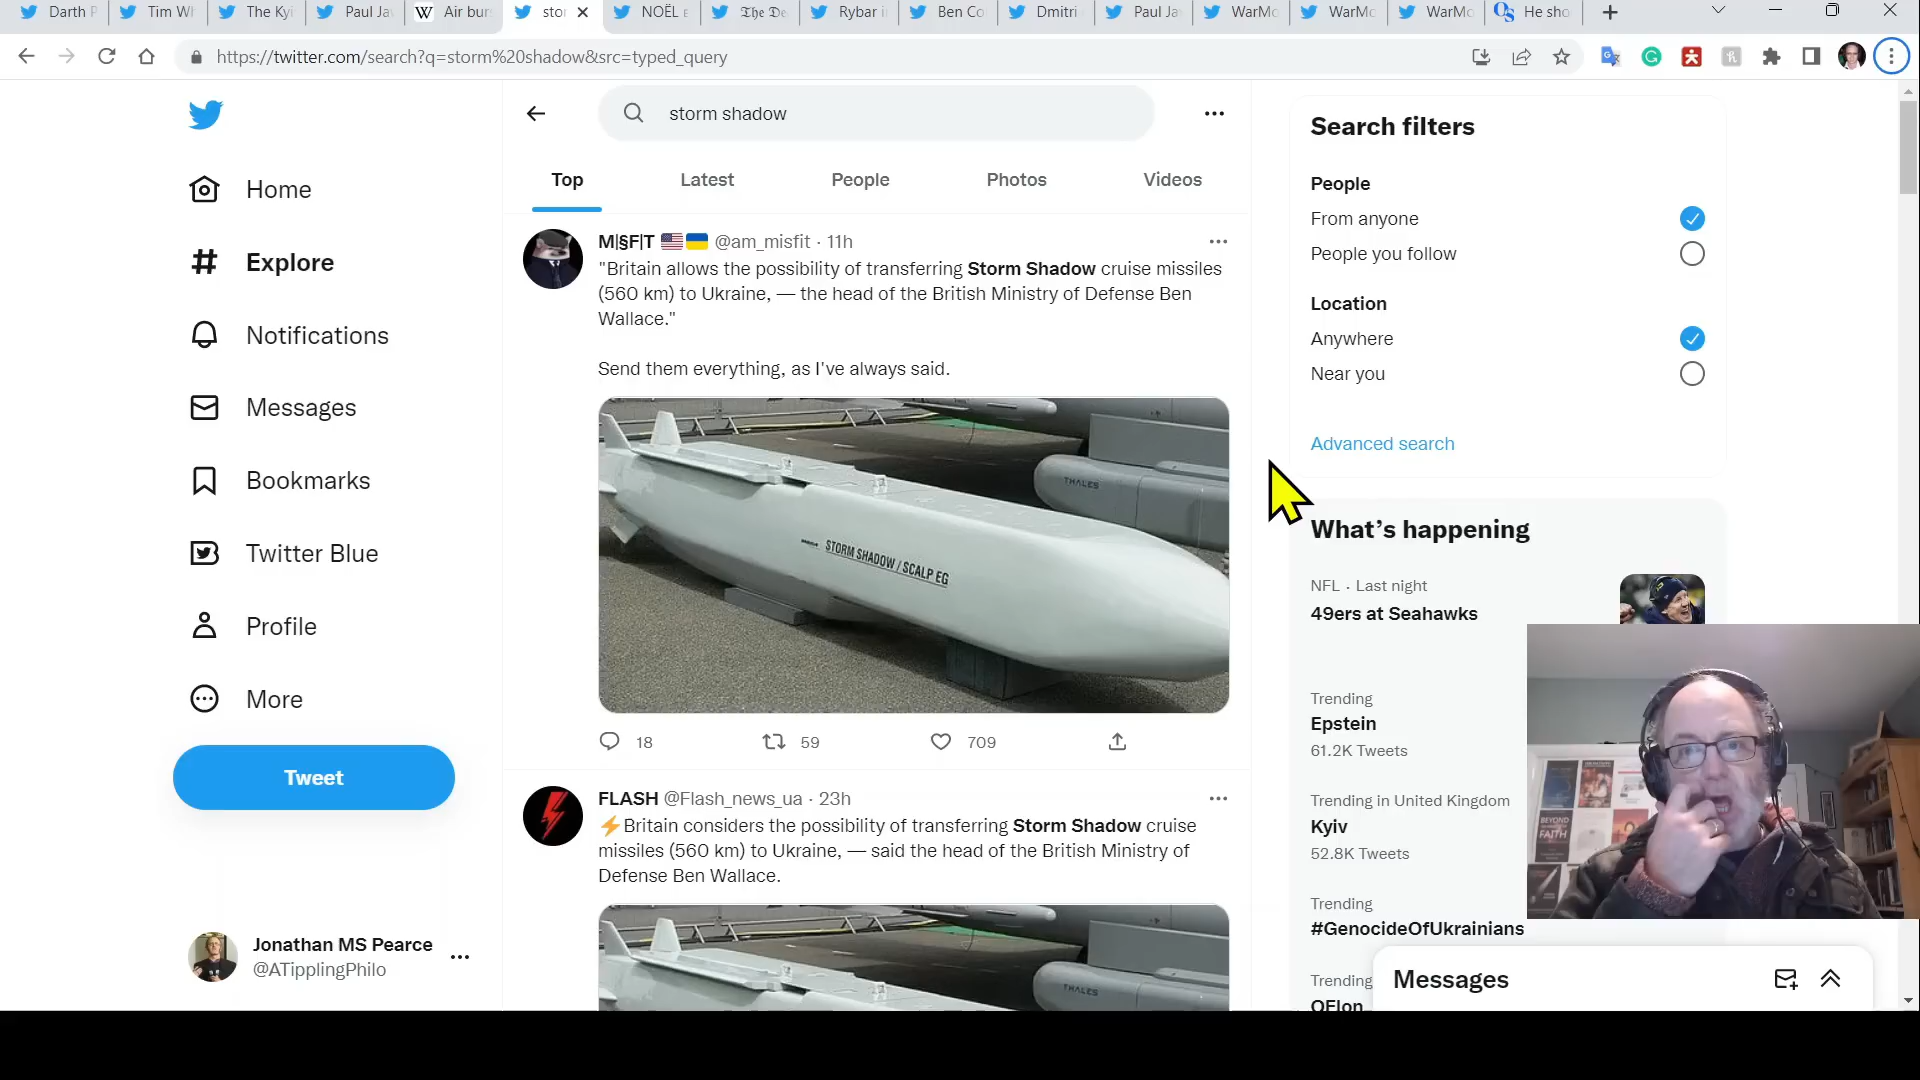 Darth P
Tim Wh
The Kyi
Paul Ja
Air bur
sto
NOËL
The De
Rybar i
Ben Co
Dmitri
Paul Ja
WarMo
WarMo
WarMo
He sho
https://twitter.com/search?q=storm%20shadow&src=typed_query
storm shadow
Top
Latest
People
Photos
Videos
Home
Explore
Notifications
Messages
Bookmarks
Twitter Blue
Profile
More
Tweet
Jonathan MS Pearce
@ATipplingPhilo
M|§F|T 🇺🇸🇺🇦 @am_misfit · 11h
"Britain allows the possibility of transferring Storm Shadow cruise missiles
(560 km) to Ukraine, — the head of the British Ministry of Defense Ben
Wallace."
Send them everything, as I've always said.
THALES
STORM SHADOW / SCALP EG
18
59
709
FLASH @Flash_news_ua · 23h
⚡Britain considers the possibility of transferring Storm Shadow cruise
missiles (560 km) to Ukraine, — said the head of the British Ministry of
Defense Ben Wallace.
THALES
Search filters
People
From anyone
People you follow
Location
Anywhere
Near you
Advanced search
What's happening
NFL · Last night
49ers at Seahawks
Trending
Epstein
61.2K Tweets
Trending in United Kingdom
Kyiv
52.8K Tweets
Trending
#GenocideOfUkrainians
Trending
QElon
BEYOND
FAITH
Messages